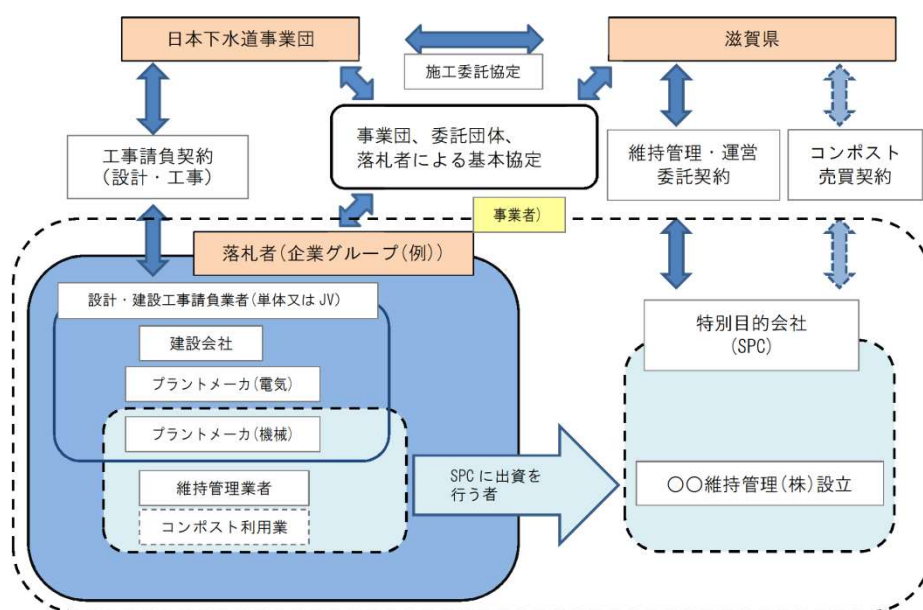 日本下水道事業団
滋賀県
施工委託協定
工事請負契約
(設計・工事)
事業団、委託団体、
落札者による基本協定
維持管理・運営
委託契約
コンポスト
売買契約
事業者)
落札者(企業グループ(例))
設計・建設工事請負業者(単体又はJV)
建設会社
プラントメーカ(電気)
プラントメーカ(機械)
維持管理業者
コンポスト利用業
SPCに出資を
行う者
特別目的会社
(SPC)
〇〇維持管理(株)設立